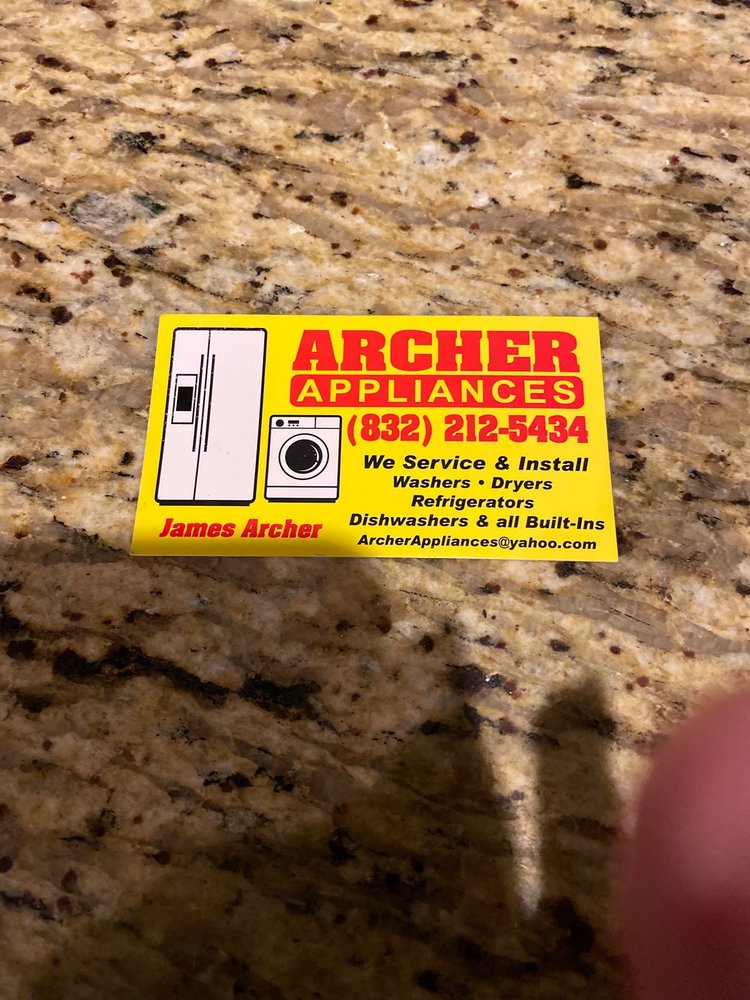 ARCHER
APPLIANCES
(832) 212-5434
We Service & Install
Washers • Dryers
Refrigerators
Dishwashers & all Built-Ins
ArcherAppliances@yahoo.com
James Archer